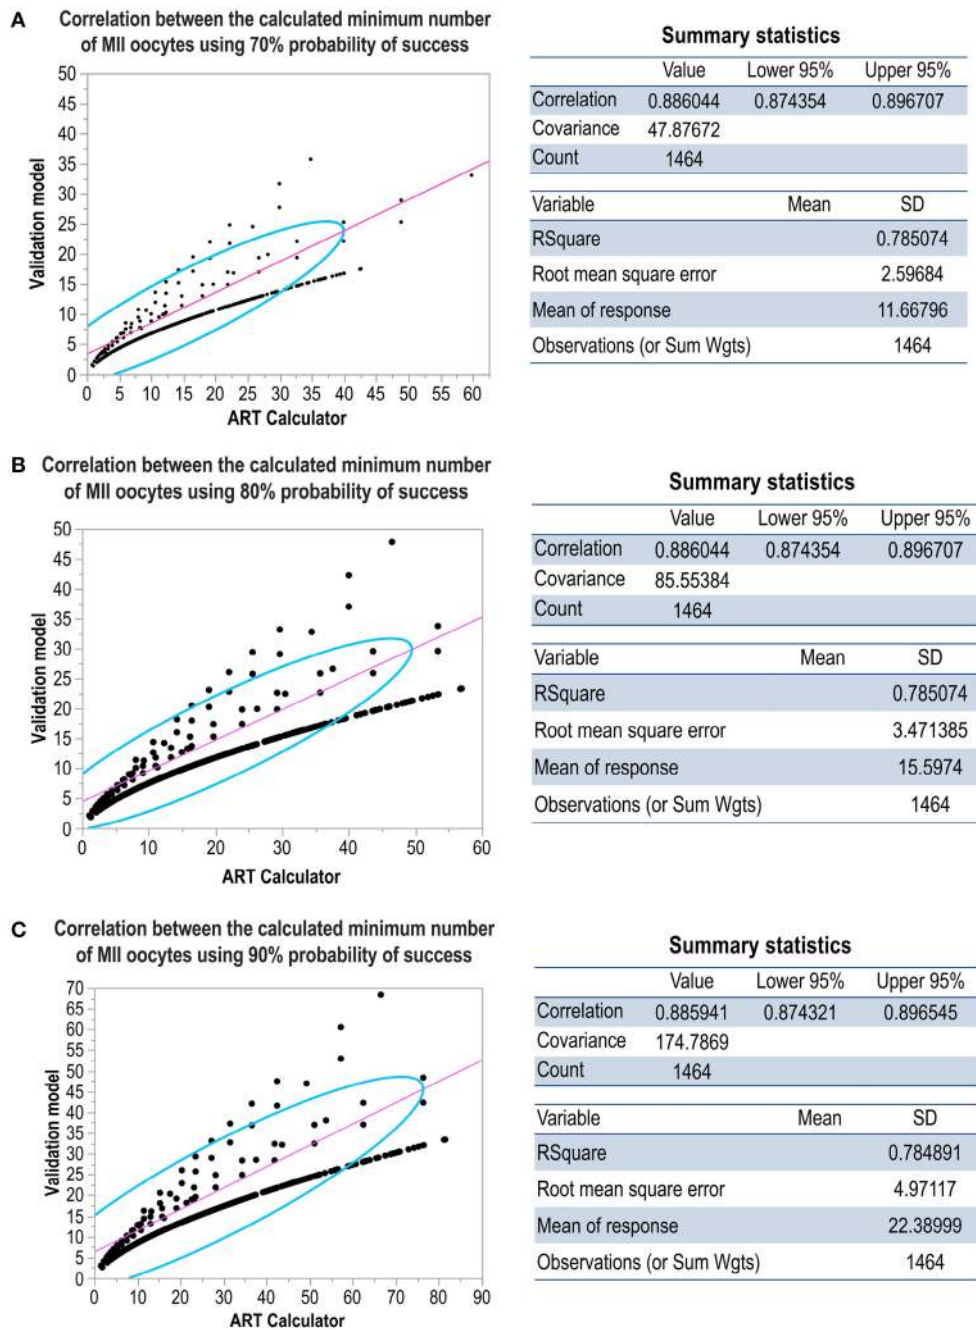 A Correlation between the calculated minimum number
of MII oocytes using 70% probability of success
50
45
40
35
30
25
20
15
10
5
0
Validation model
0 5 10 15 20 25 30 35 40 45 50 55 60
ART Calculator
Summary statistics
Value Lower 95% Upper 95%
Correlation 0.886044 0.874354 0.896707
Covariance 47.87672
Count 1464
Variable Mean SD
RSquare 0.785074
Root mean square error 2.59684
Mean of response 11.66796
Observations (or Sum Wgts) 1464
B Correlation between the calculated minimum number
of MII oocytes using 80% probability of success
50
45
40
35
30
25
20
15
10
5
0
Validation model
0 10 20 30 40 50 60
ART Calculator
Summary statistics
Value Lower 95% Upper 95%
Correlation 0.886044 0.874354 0.896707
Covariance 85.55384
Count 1464
Variable Mean SD
RSquare 0.785074
Root mean square error 3.471385
Mean of response 15.5974
Observations (or Sum Wgts) 1464
C Correlation between the calculated minimum number
of MII oocytes using 90% probability of success
70
65
60
55
50
45
40
35
30
25
20
15
10
5
0
Validation model
0 10 20 30 40 50 60 70 80 90
ART Calculator
Summary statistics
Value Lower 95% Upper 95%
Correlation 0.885941 0.874321 0.896545
Covariance 174.7869
Count 1464
Variable Mean SD
RSquare 0.784891
Root mean square error 4.97117
Mean of response 22.38999
Observations (or Sum Wgts) 1464